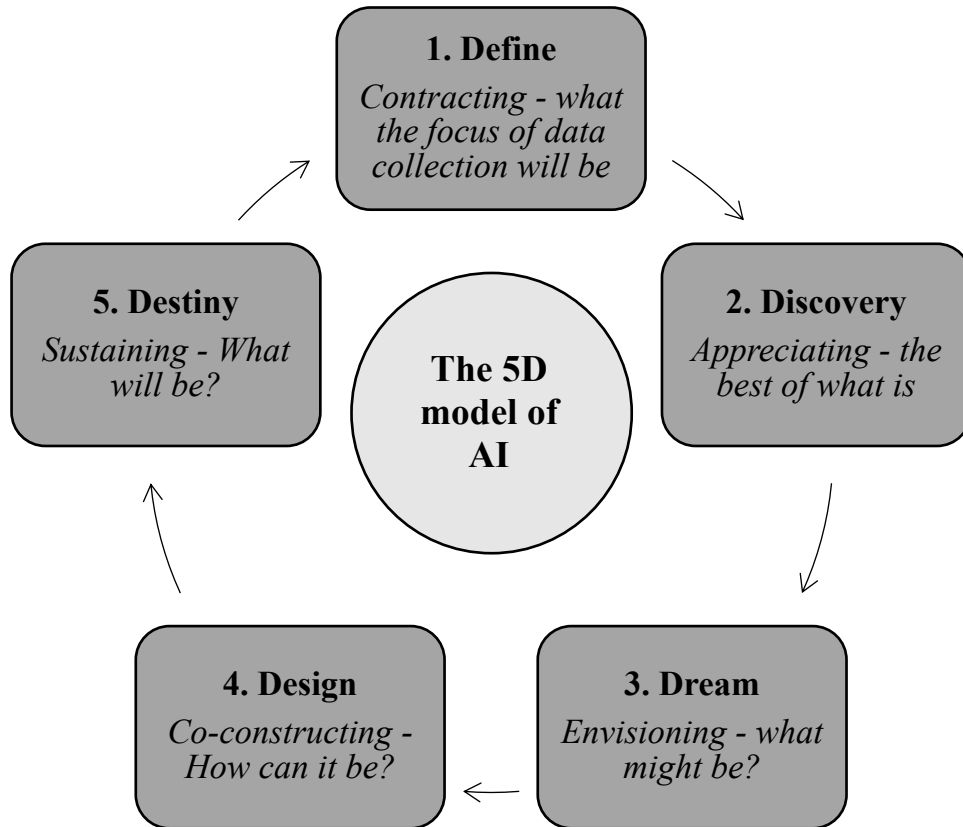 1. Define
Contracting - what
the focus of data
collection will be
2. Discovery
Appreciating - the
best of what is
3. Dream
Envisioning - what
might be?
4. Design
Co-constructing -
How can it be?
5. Destiny
Sustaining - What
will be?
The 5D
model of
AI